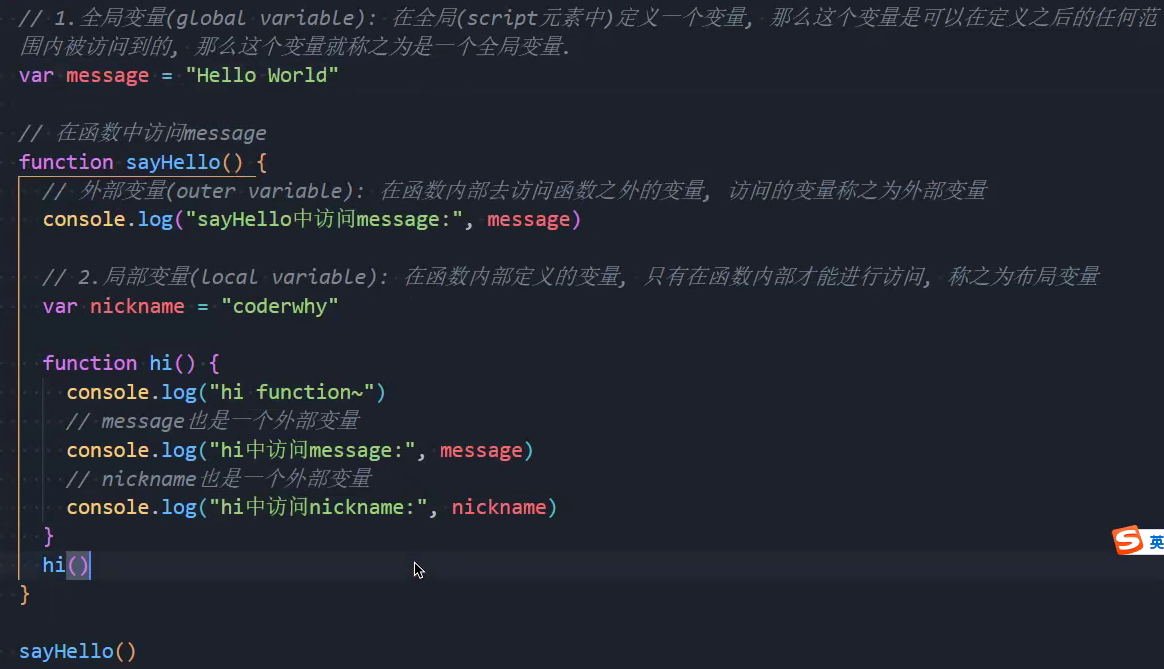 // 1.全局变量(global variable): 在全局(script元素中)定义一个变量, 那么这个变量是可以在定义之后的任何范
围内被访问到的, 那么这个变量就称之为是一个全局变量.
var message = "Hello World"
// 在函数中访问message
function sayHello() {
// 外部变量(outer variable): 在函数内部去访问函数之外的变量, 访问的变量称之为外部变量
console.log("sayHello中访问message:", message)
// 2.局部变量(local variable): 在函数内部定义的变量, 只有在函数内部才能进行访问, 称之为布局变量
var nickname = "coderwhy"
function hi() {
console.log("hi function~")
// message也是一个外部变量
console.log("hi中访问message:", message)
// nickname也是一个外部变量
console.log("hi中访问nickname:", nickname)
}
hi()
}
sayHello()
S 英